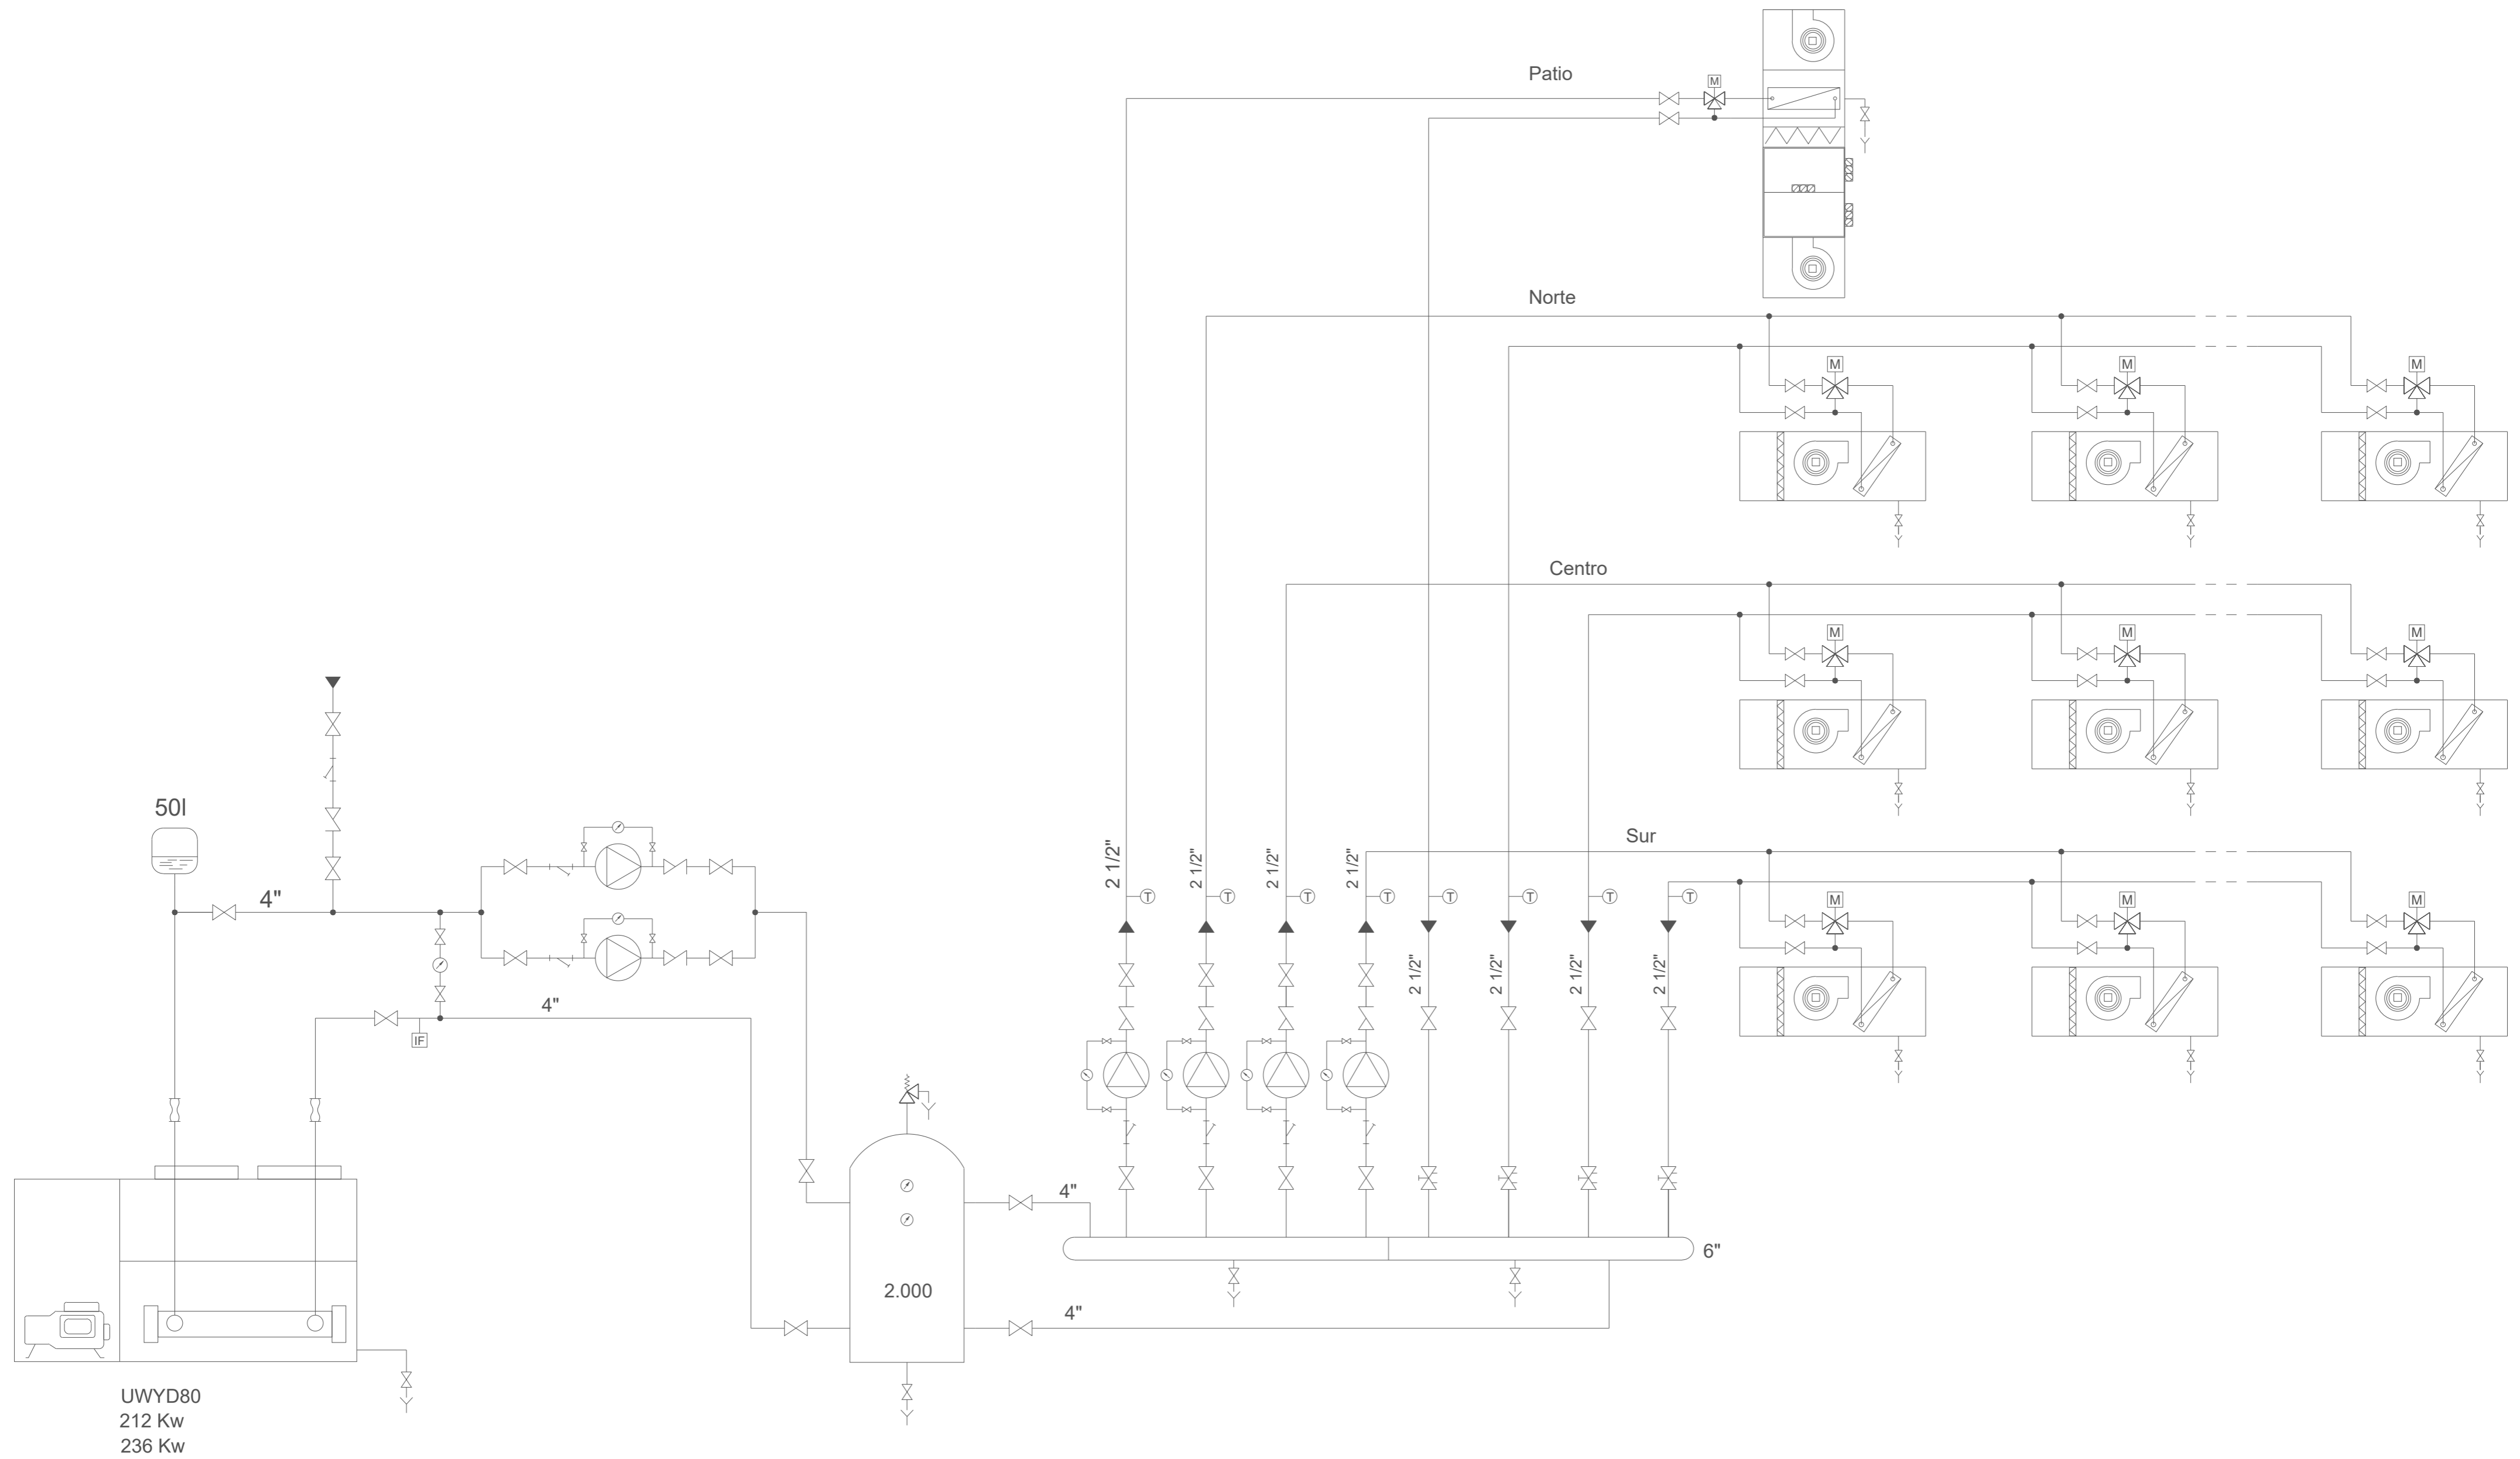 Patio
M
Norte
M
M
M
Centro
M
M
M
50l
Sur
4"
2 1/2"
2 1/2"
2 1/2"
2 1/2"
T
T
T
T
T
T
T
T
M
M
M
2 1/2"
2 1/2"
2 1/2"
2 1/2"
4"
IF
4"
6"
2.000
4"
UWYD80
212 Kw
236 Kw